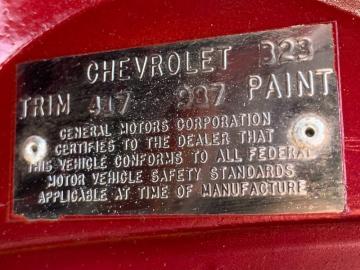 CHEVROLET 323
TRIM 417 987 PAINT
GENERAL MOTORS CORPORATION
CERTIFIES TO THE DEALER THAT
THIS VEHICLE CONFORMS TO ALL FEDERAL
MOTOR VEHICLE SAFETY STANDARDS
APPLICABLE AT TIME OF MANUFACTURE